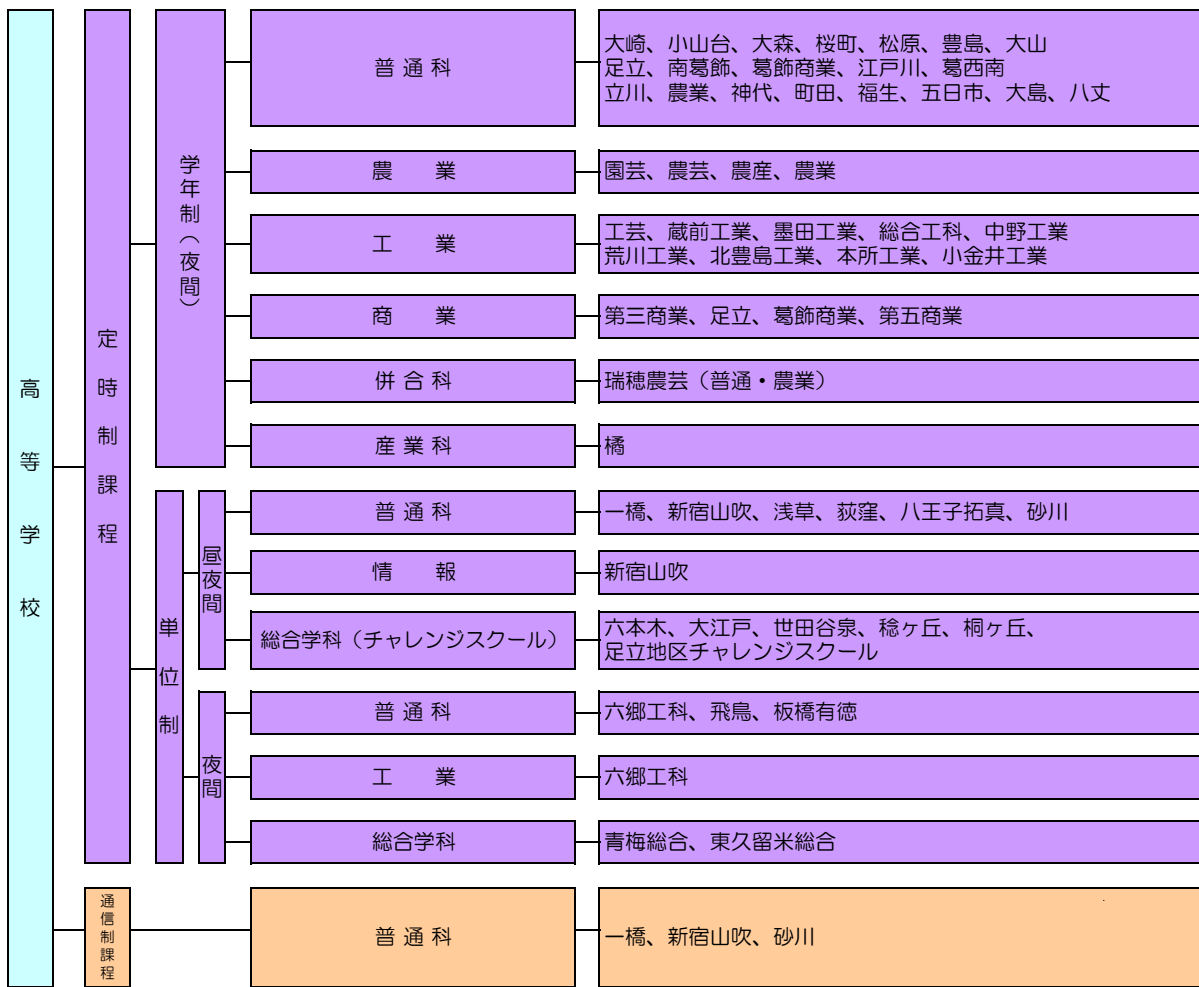 高等学校
定時制課程
学年制（夜間）
普通科
大崎、小山台、大森、桜町、松原、豊島、大山
足立、南葛飾、葛飾商業、江戸川、葛西南
立川、農業、神代、町田、福生、五日市、大島、八丈
農　業
園芸、農芸、農産、農業
工　業
工芸、蔵前工業、墨田工業、総合工科、中野工業
荒川工業、北豊島工業、本所工業、小金井工業
商　業
第三商業、足立、葛飾商業、第五商業
併合科
瑞穂農芸（普通・農業）
産業科
橘
単位制
昼夜間
普通科
一橋、新宿山吹、浅草、荻窪、八王子拓真、砂川
情　報
新宿山吹
総合学科（チャレンジスクール）
六本木、大江戸、世田谷泉、稔ヶ丘、桐ヶ丘、
足立地区チャレンジスクール
夜間
普通科
六郷工科、飛鳥、板橋有徳
工　業
六郷工科
総合学科
青梅総合、東久留米総合
通信制課程
普通科
一橋、新宿山吹、砂川